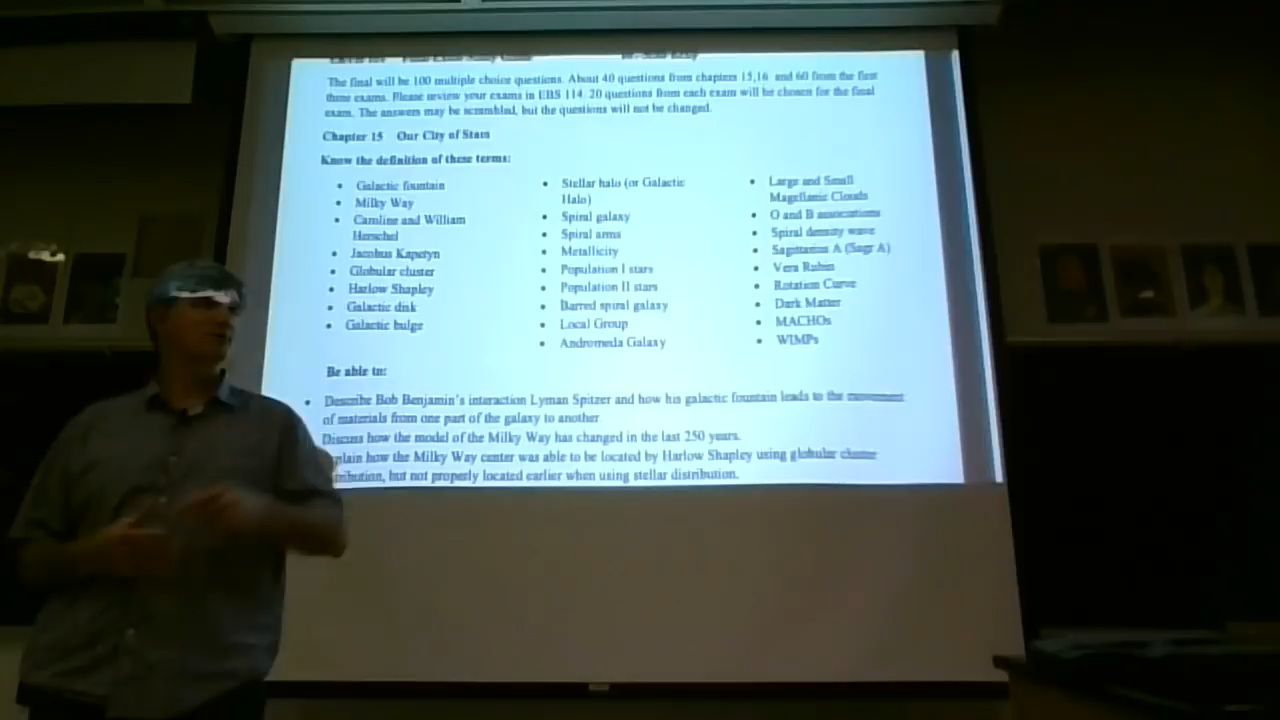 The final will be 100 multiple choice questions. About 40 questions from chapters 15,16 and 60 from the first
three exams. Please review your exams in EBS 114. 20 questions from each exam will be chosen for the final
exam. The answers may be scrambled, but the questions will not be changed.
Chapter 15 Our City of Stars
Know the definition of these terms:
• Galactic fountain
• Milky Way
• Caroline and William
Herschel
• Jacobus Kapetyn
• Globular cluster
• Harlow Shapley
• Galactic disk
• Galactic bulge
• Stellar halo (or Galactic
Halo)
• Spiral galaxy
• Spiral arms
• Metallicity
• Population I stars
• Population II stars
• Barred spiral galaxy
• Local Group
• Andromeda Galaxy
• Large and Small
Magellanic Clouds
• O and B associations
• Spiral density wave
• Sagittarius A (Sagr A)
• Vera Rubin
• Rotation Curve
• Dark Matter
• MACHOs
• WIMPs
Be able to:
• Describe Bob Benjamin's interaction Lyman Spitzer and how his galactic fountain leads to the movement
of materials from one part of the galaxy to another
Discuss how the model of the Milky Way has changed in the last 250 years.
plain how the Milky Way center was able to be located by Harlow Shapley using globular cluster
tribution, but not properly located earlier when using stellar distribution.